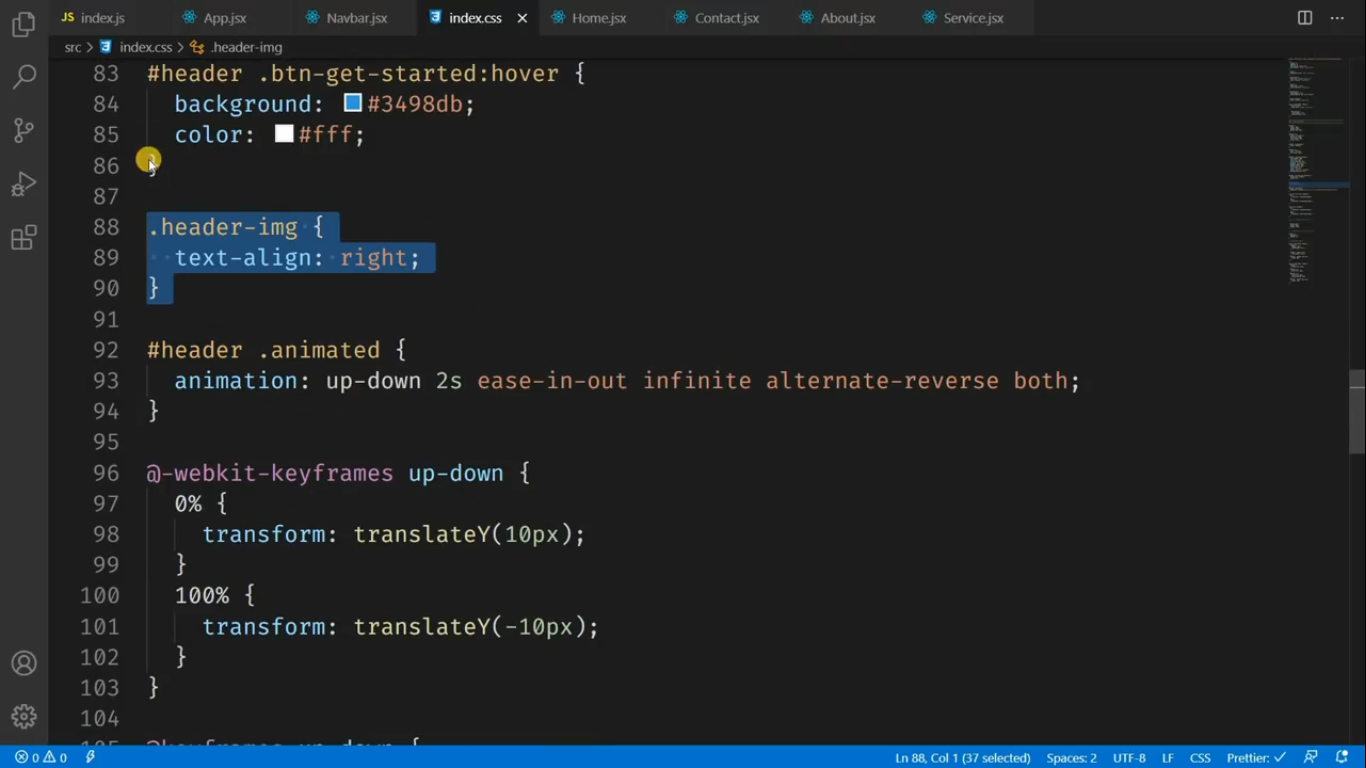 JS index.js App.jsx Navbar.jsx index.css Home.jsx Contact.jsx About.jsx Service.jsx
src > index.css > .header-img
83 #header .btn-get-started:hover {
84 background: #3498db;
85 color: #fff;
86 }
87
88 .header-img {
89 text-align: right;
90 }
91
92 #header .animated {
93 animation: up-down 2s ease-in-out infinite alternate-reverse both;
94 }
95
96 @-webkit-keyframes up-down {
97 0% {
98 transform: translateY(10px);
99 }
100 100% {
101 transform: translateY(-10px);
102 }
103 }
104
105 @keyframes up-down {
0 0 Ln 88, Col 1 (37 selected) Spaces: 2 UTF-8 LF CSS Prettier: ✓